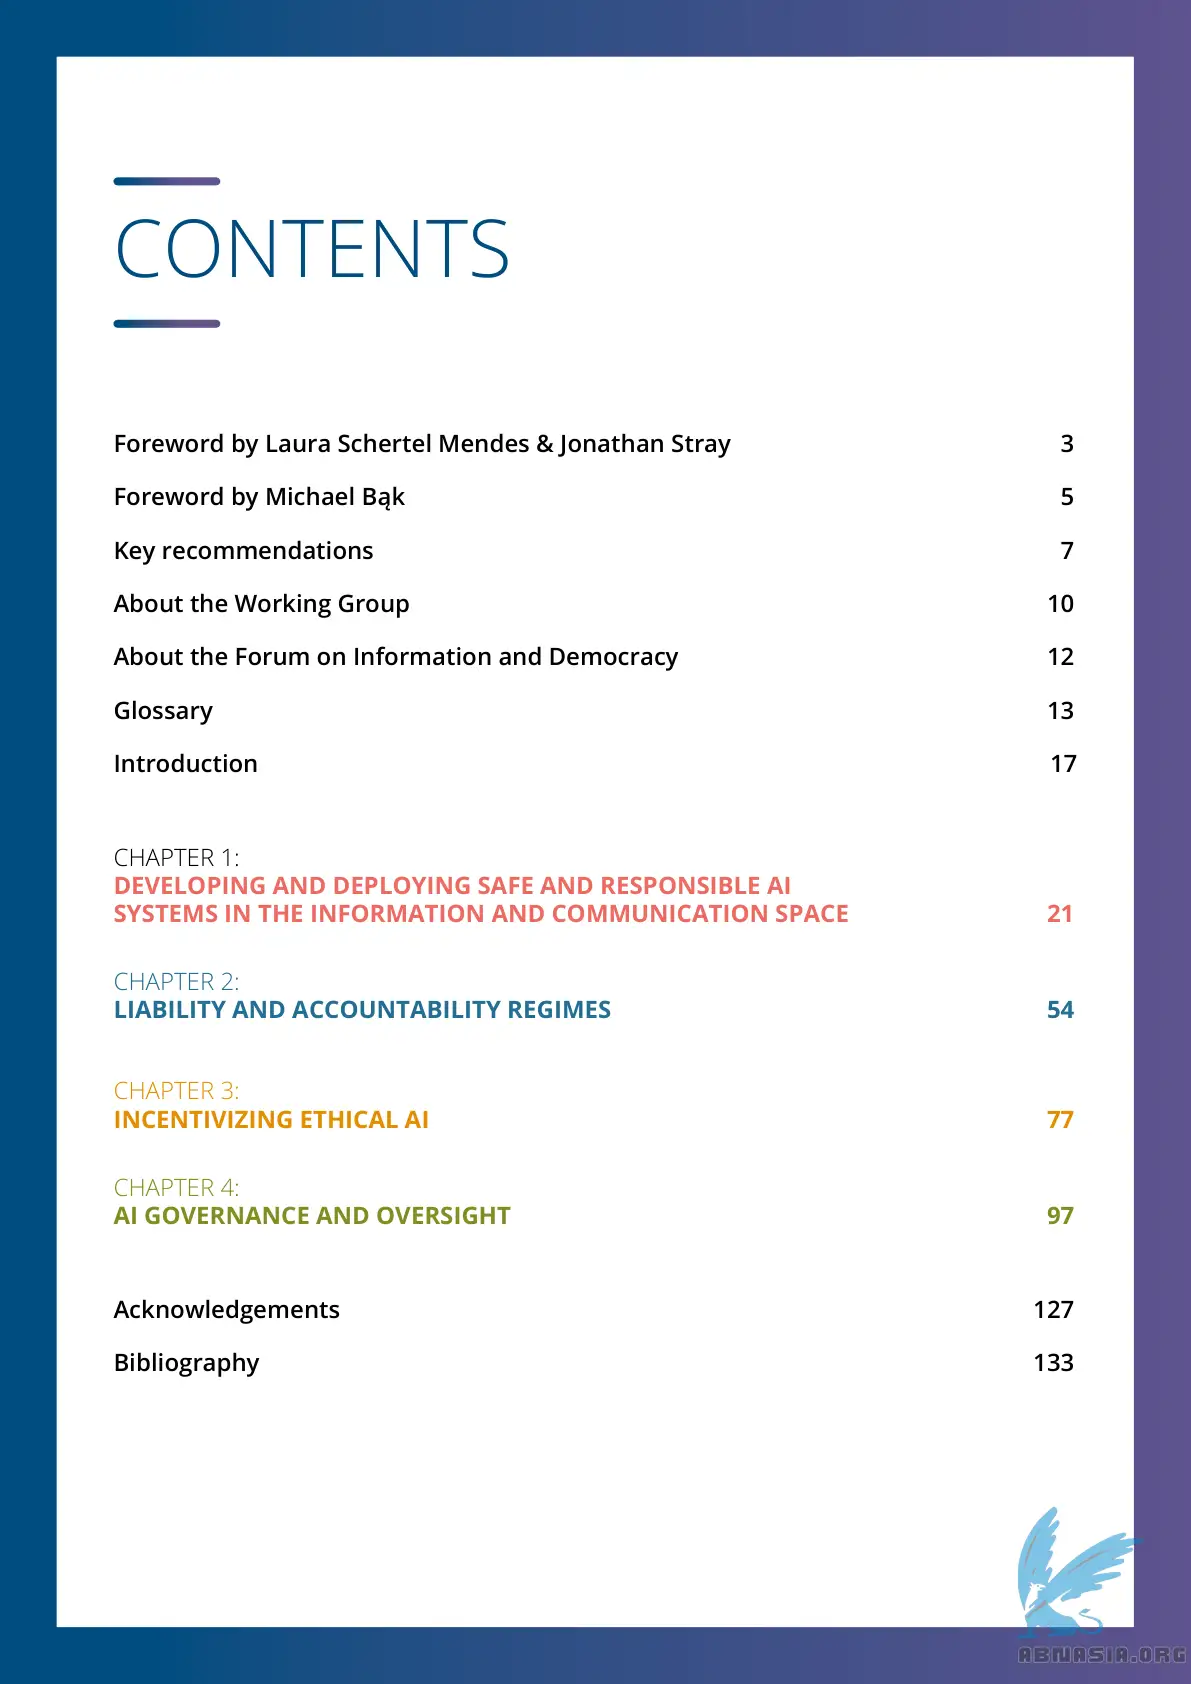 CONTENTS
Foreword by Laura Schertel Mendes & Jonathan Stray 3
Foreword by Michael Bąk 5
Key recommendations 7
About the Working Group 10
About the Forum on Information and Democracy 12
Glossary 13
Introduction 17
CHAPTER 1:
DEVELOPING AND DEPLOYING SAFE AND RESPONSIBLE AI
SYSTEMS IN THE INFORMATION AND COMMUNICATION SPACE 21
CHAPTER 2:
LIABILITY AND ACCOUNTABILITY REGIMES 54
CHAPTER 3:
INCENTIVIZING ETHICAL AI 77
CHAPTER 4:
AI GOVERNANCE AND OVERSIGHT 97
Acknowledgements 127
Bibliography 133
ABNASIA.ORG